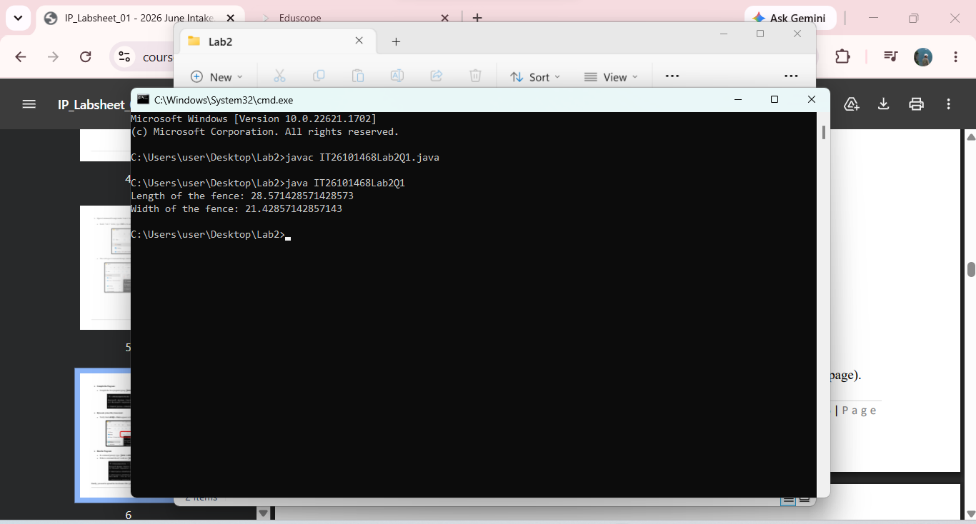 IP_Labsheet_01 - 2026 June Intake
Eduscope
Ask Gemini
cours
Lab2
New
Sort
View
IP_Labsheet_
C:\Windows\System32\cmd.exe
Microsoft Windows [Version 10.0.22621.1702]
(c) Microsoft Corporation. All rights reserved.
C:\Users\user\Desktop\Lab2>javac IT26101468Lab2Q1.java
C:\Users\user\Desktop\Lab2>java IT26101468Lab2Q1
Length of the fence: 28.571428571428573
Width of the fence: 21.42857142857143
C:\Users\user\Desktop\Lab2>
4
5
6
page).
| P a g e
2 items